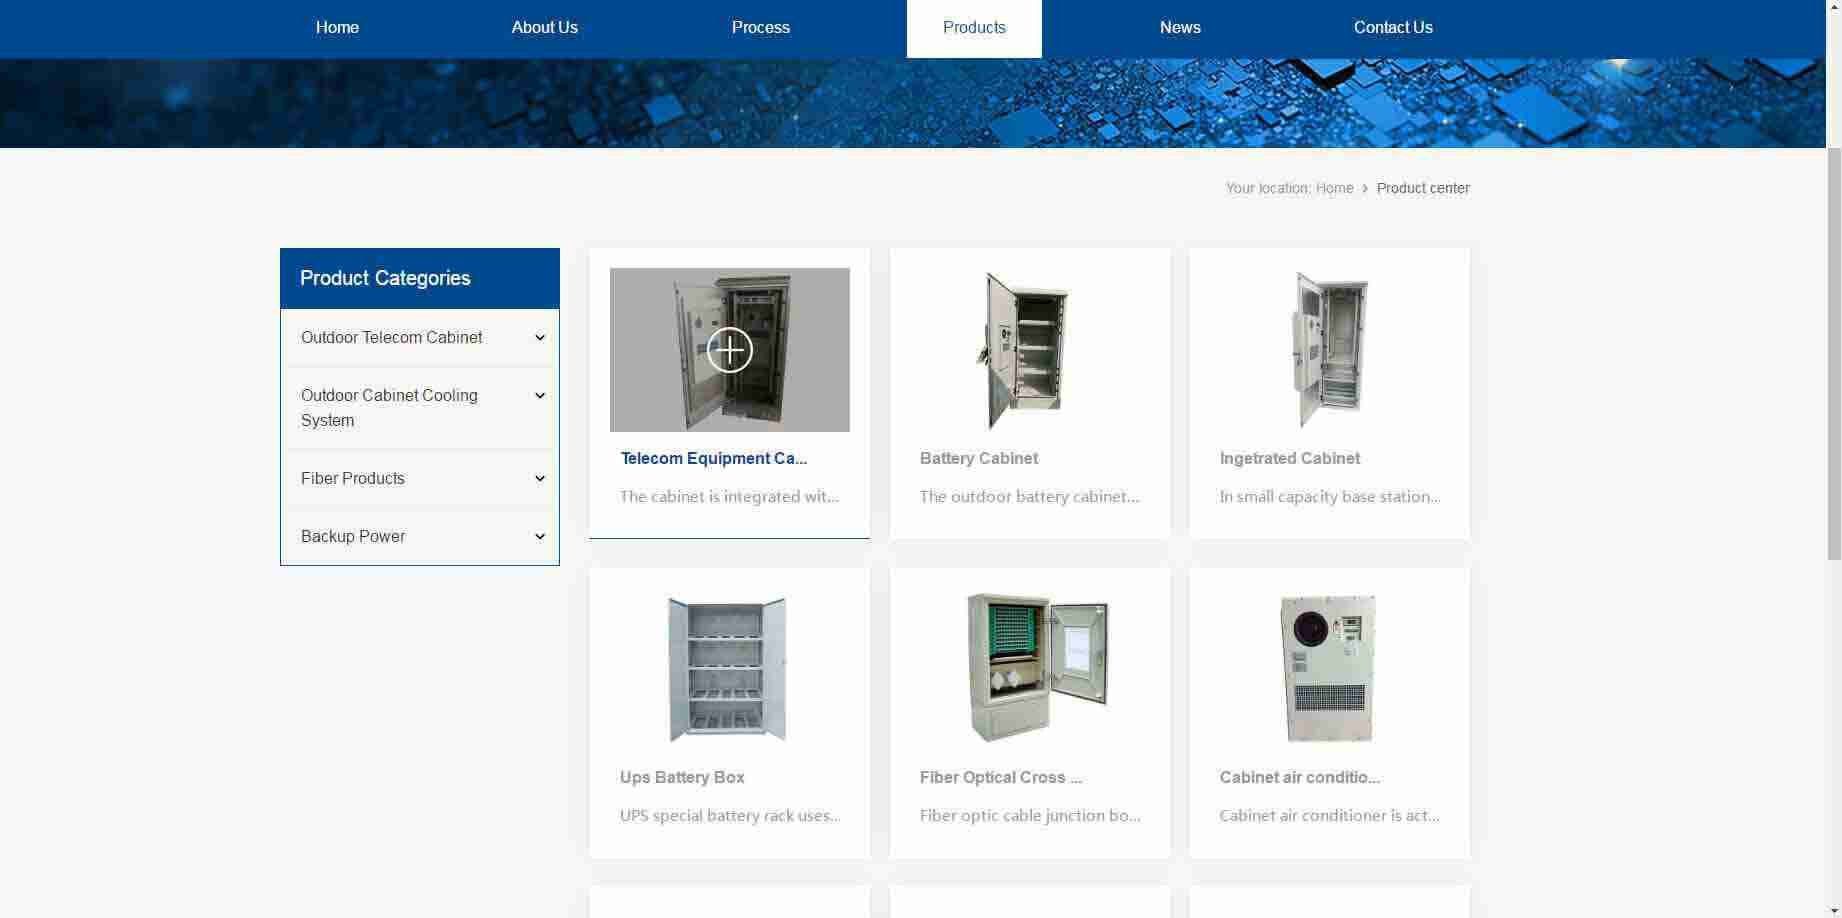 Home About Us Process Products News Contact Us
Your location: Home > Product center
Product Categories
Outdoor Telecom Cabinet
Outdoor Cabinet Cooling
System
Fiber Products
Backup Power
Telecom Equipment Ca...
The cabinet is integrated wit...
Battery Cabinet
The outdoor battery cabinet...
Ingetrated Cabinet
In small capacity base station...
Ups Battery Box
UPS special battery rack uses...
Fiber Optical Cross ...
Fiber optic cable junction bo...
Cabinet air conditio...
Cabinet air conditioner is act...